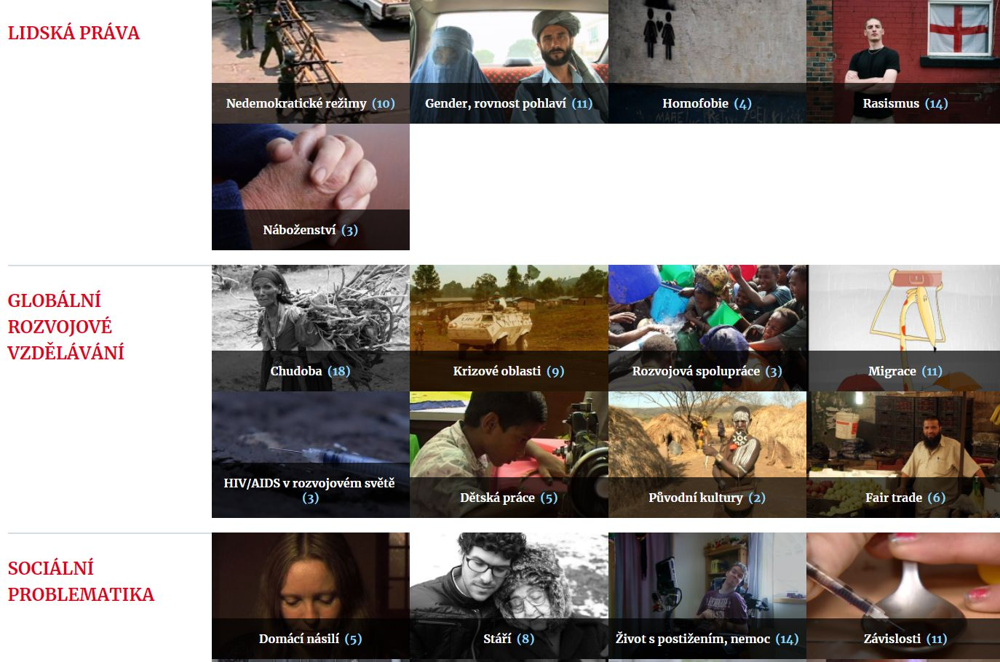 LIDSKÁ PRÁVA
Nedemokratické režimy (10)
Gender, rovnost pohlaví (11)
Homofobie (4)
Rasismus (14)
Náboženství (3)
GLOBÁLNÍ
ROZVOJOVÉ
VZDĚLÁVÁNÍ
Chudoba (18)
Krizové oblasti (9)
Rozvojová spolupráce (3)
Migrace (11)
HIV/AIDS v rozvojovém světě
(3)
Dětská práce (5)
Původní kultury (2)
Fair trade (6)
SOCIÁLNÍ
PROBLEMATIKA
Domácí násilí (5)
Stáří (8)
Život s postižením, nemoc (14)
Závislosti (11)